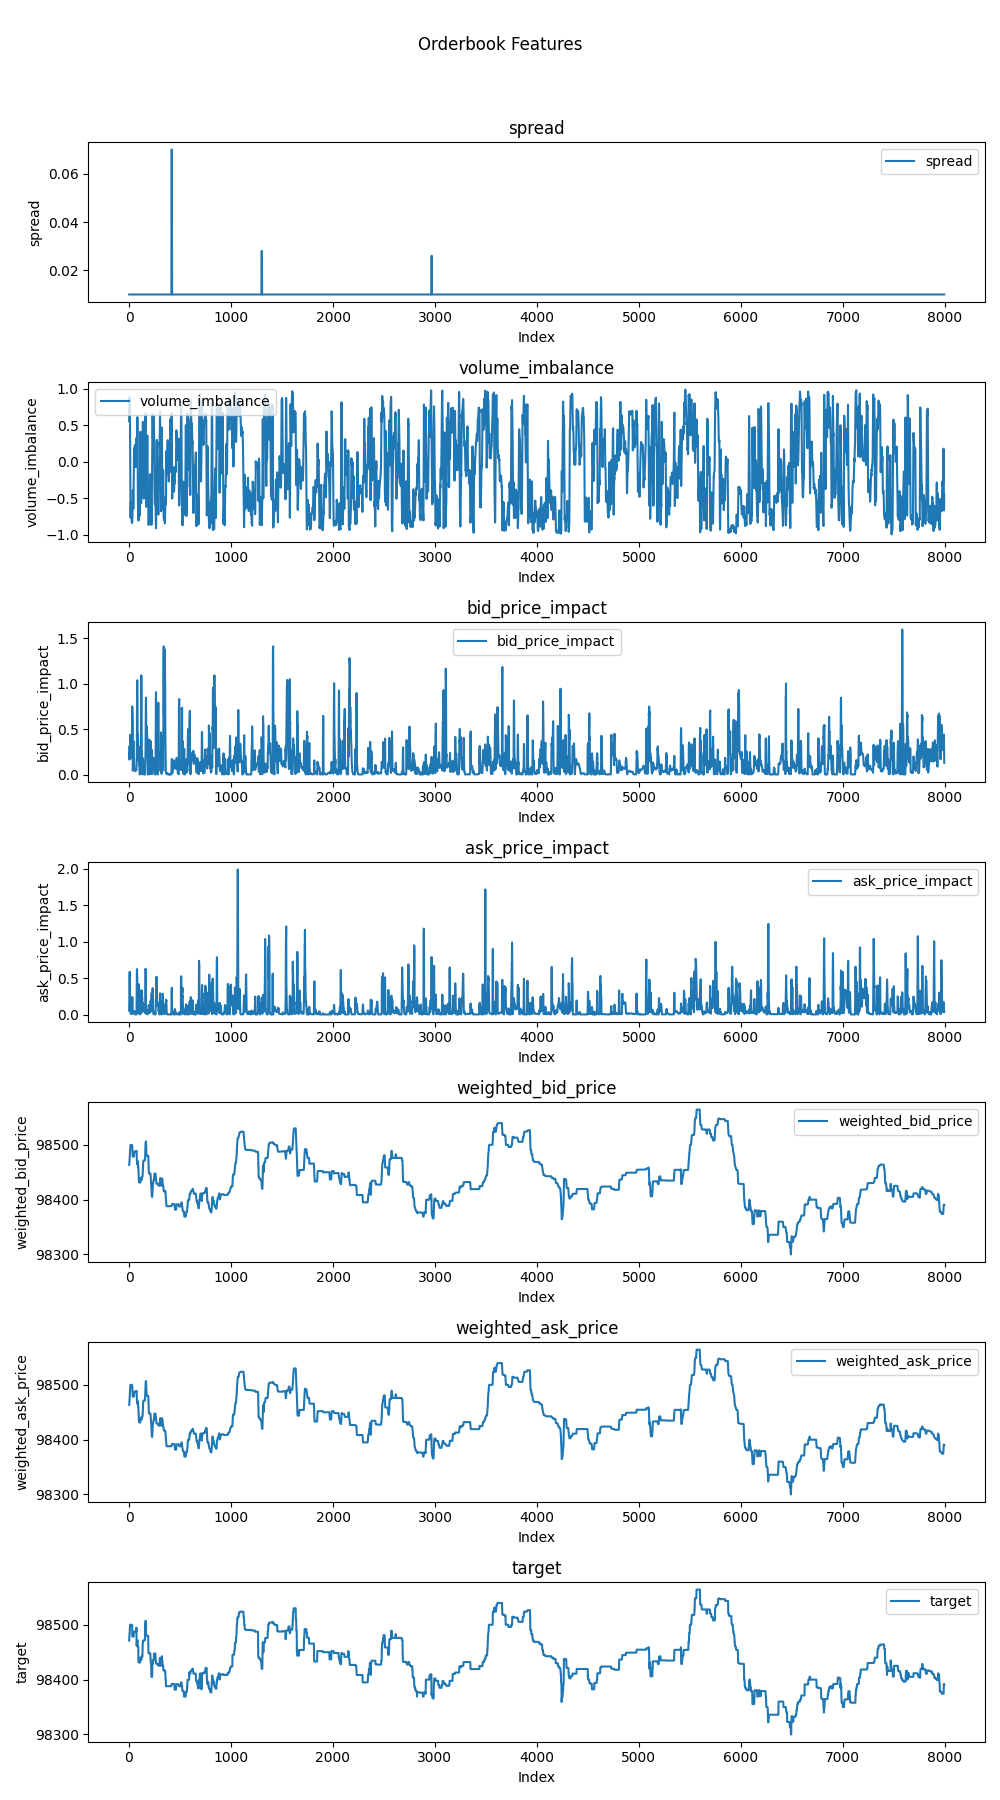 Orderbook Features
spread
spread
0.06
0.04
0.02
spread
0 1000 2000 3000 4000 5000 6000 7000 8000
Index
volume_imbalance
volume_imbalance
1.0
0.5
0.0
−0.5
−1.0
volume_imbalance
0 1000 2000 3000 4000 5000 6000 7000 8000
Index
bid_price_impact
bid_price_impact
1.5
1.0
0.5
0.0
bid_price_impact
0 1000 2000 3000 4000 5000 6000 7000 8000
Index
ask_price_impact
ask_price_impact
2.0
1.5
1.0
0.5
0.0
ask_price_impact
0 1000 2000 3000 4000 5000 6000 7000 8000
Index
weighted_bid_price
weighted_bid_price
98500
98400
98300
weighted_bid_price
0 1000 2000 3000 4000 5000 6000 7000 8000
Index
weighted_ask_price
weighted_ask_price
98500
98400
98300
weighted_ask_price
0 1000 2000 3000 4000 5000 6000 7000 8000
Index
target
target
98500
98400
98300
target
0 1000 2000 3000 4000 5000 6000 7000 8000
Index